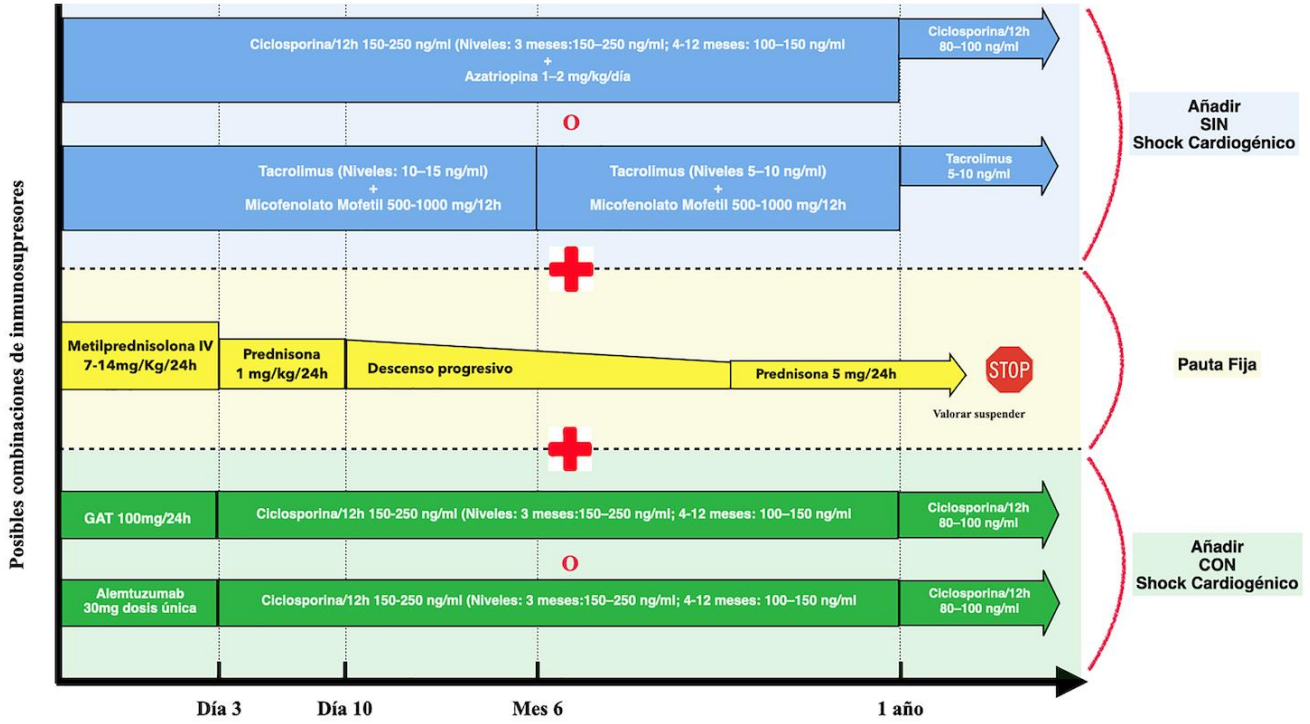 Posibles combinaciones de inmunosupresores
Ciclosporina/12h 150-250 ng/ml (Niveles: 3 meses:150–250 ng/ml; 4-12 meses: 100–150 ng/ml
+
Azatriopina 1–2 mg/kg/día
Ciclosporina/12h
80–100 ng/ml
O
Tacrolimus (Niveles: 10–15 ng/ml)
+
Micofenolato Mofetil 500-1000 mg/12h
Tacrolimus (Niveles 5–10 ng/ml)
+
Micofenolato Mofetil 500-1000 mg/12h
Tacrolimus
5-10 ng/ml
Añadir
SIN
Shock Cardiogénico
Metilprednisolona IV
7-14mg/Kg/24h
Prednisona
1 mg/kg/24h
Descenso progresivo
Prednisona 5 mg/24h
STOP
Valorar suspender
Pauta Fija
GAT 100mg/24h
Ciclosporina/12h 150-250 ng/ml (Niveles: 3 meses:150–250 ng/ml; 4-12 meses: 100–150 ng/ml
Ciclosporina/12h
80–100 ng/ml
O
Alemtuzumab
30mg dosis única
Ciclosporina/12h 150-250 ng/ml (Niveles: 3 meses:150–250 ng/ml; 4-12 meses: 100–150 ng/ml
Ciclosporina/12h
80–100 ng/ml
Añadir
CON
Shock Cardiogénico
Día 3
Día 10
Mes 6
1 año